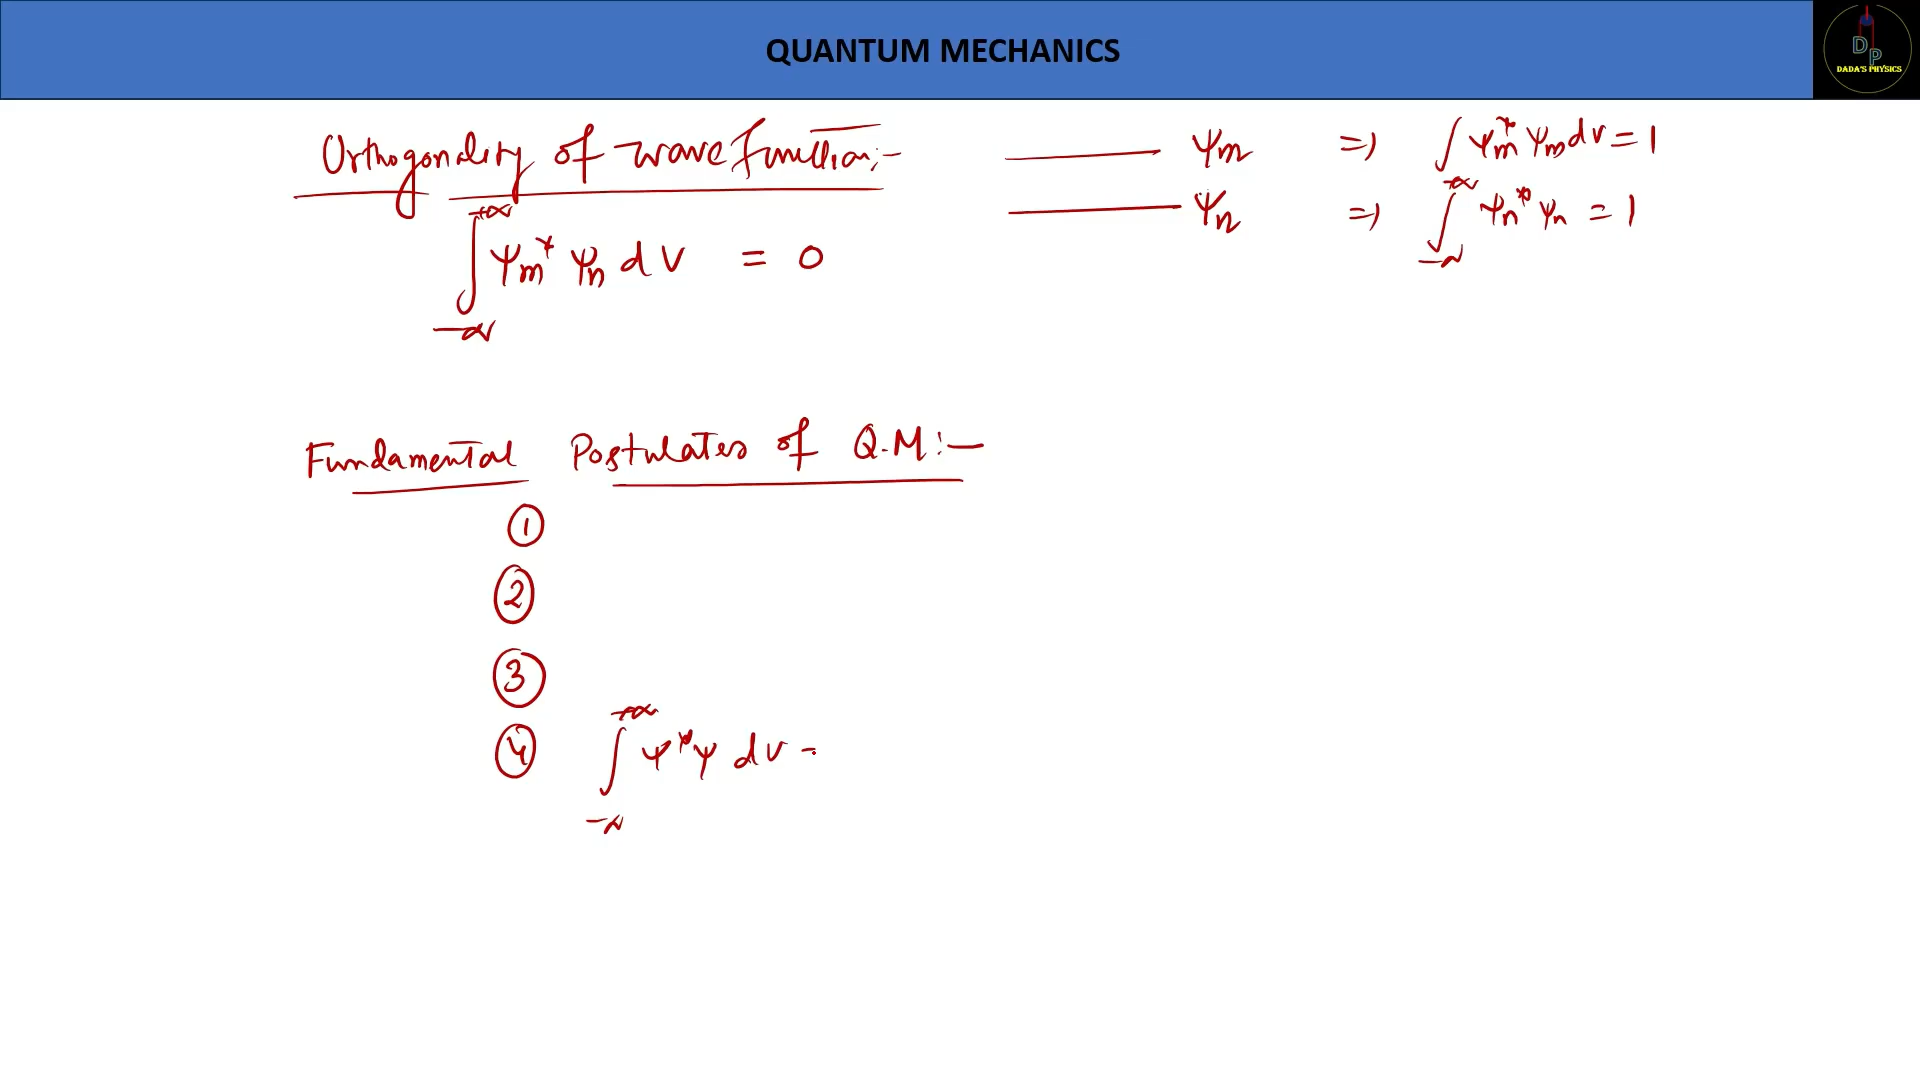 QUANTUM MECHANICS
D P
DADA'S PHYSICS
Orthogonality of wave function:-
∫_{-∞}^{+∞} ψm* ψn dV = 0
ψm ⇒ ∫ ψm* ψm dV = 1
ψn ⇒ ∫_{-∞}^{+∞} ψn* ψn = 1
Fundamental Postulates of Q.M:-
①
②
③
④ ∫_{-∞}^{+∞} ψ* ψ dV =